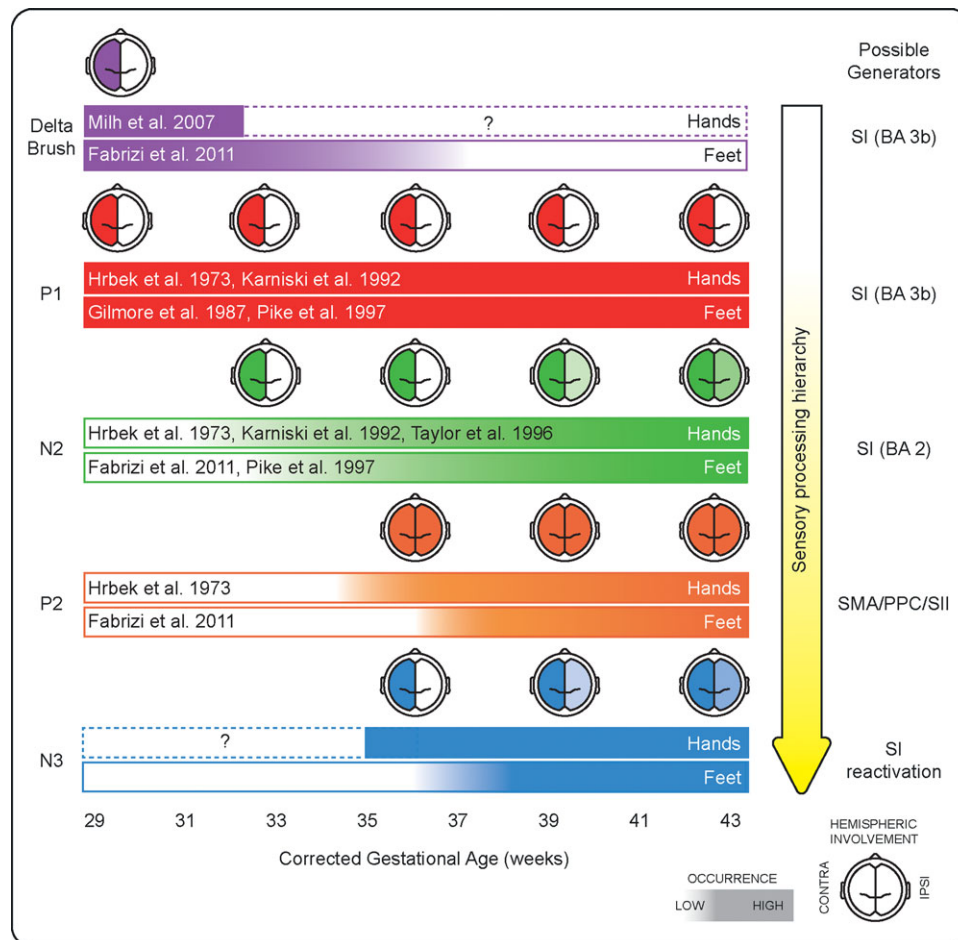 Possible
Generators
Delta
Brush
Milh et al. 2007
?
Hands
Fabrizi et al. 2011
Feet
SI (BA 3b)
P1
Hrbek et al. 1973, Karniski et al. 1992
Hands
Gilmore et al. 1987, Pike et al. 1997
Feet
SI (BA 3b)
N2
Hrbek et al. 1973, Karniski et al. 1992, Taylor et al. 1996
Hands
Fabrizi et al. 2011, Pike et al. 1997
Feet
SI (BA 2)
P2
Hrbek et al. 1973
Hands
Fabrizi et al. 2011
Feet
SMA/PPC/SII
N3
?
Hands
Feet
SI
reactivation
Sensory processing hierarchy
29 31 33 35 37 39 41 43
Corrected Gestational Age (weeks)
OCCURRENCE
LOW HIGH
HEMISPHERIC
INVOLVEMENT
CONTRA
IPSI